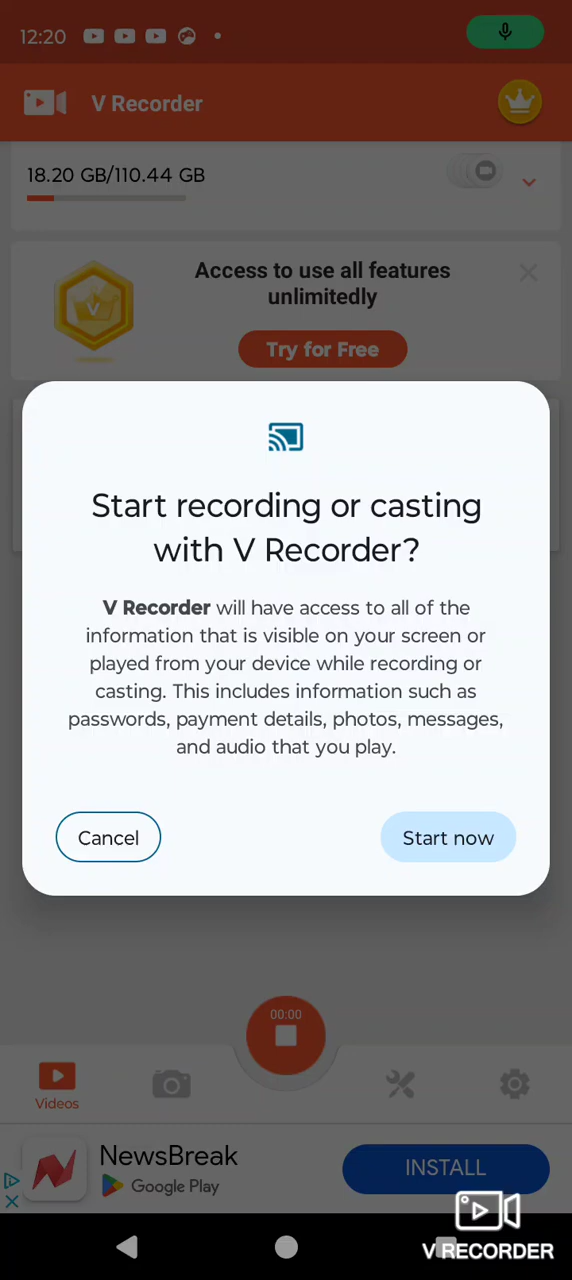 12:20
V Recorder
18.20 GB/110.44 GB
Access to use all features
unlimitedly
Try for Free
Start recording or casting
with V Recorder?
V Recorder will have access to all of the
information that is visible on your screen or
played from your device while recording or
casting. This includes information such as
passwords, payment details, photos, messages,
and audio that you play.
Cancel
Start now
00:00
Videos
NewsBreak
Google Play
INSTALL
V RECORDER